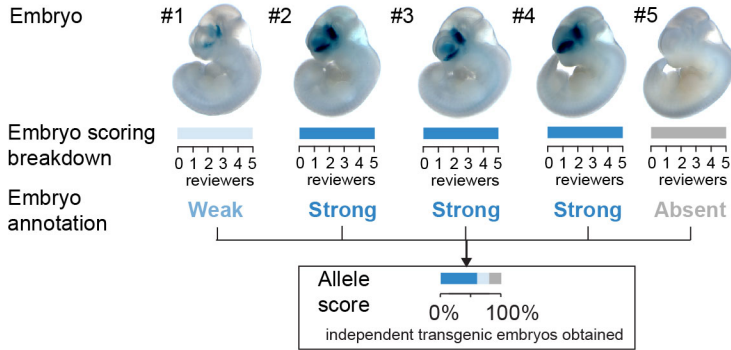 Embryo #1 #2 #3 #4 #5
Embryo scoring
breakdown
0 1 2 3 4 5 0 1 2 3 4 5 0 1 2 3 4 5 0 1 2 3 4 5 0 1 2 3 4 5
reviewers reviewers reviewers reviewers reviewers
Embryo
annotation
Weak Strong Strong Strong Absent
Allele
score
0% 100%
independent transgenic embryos obtained